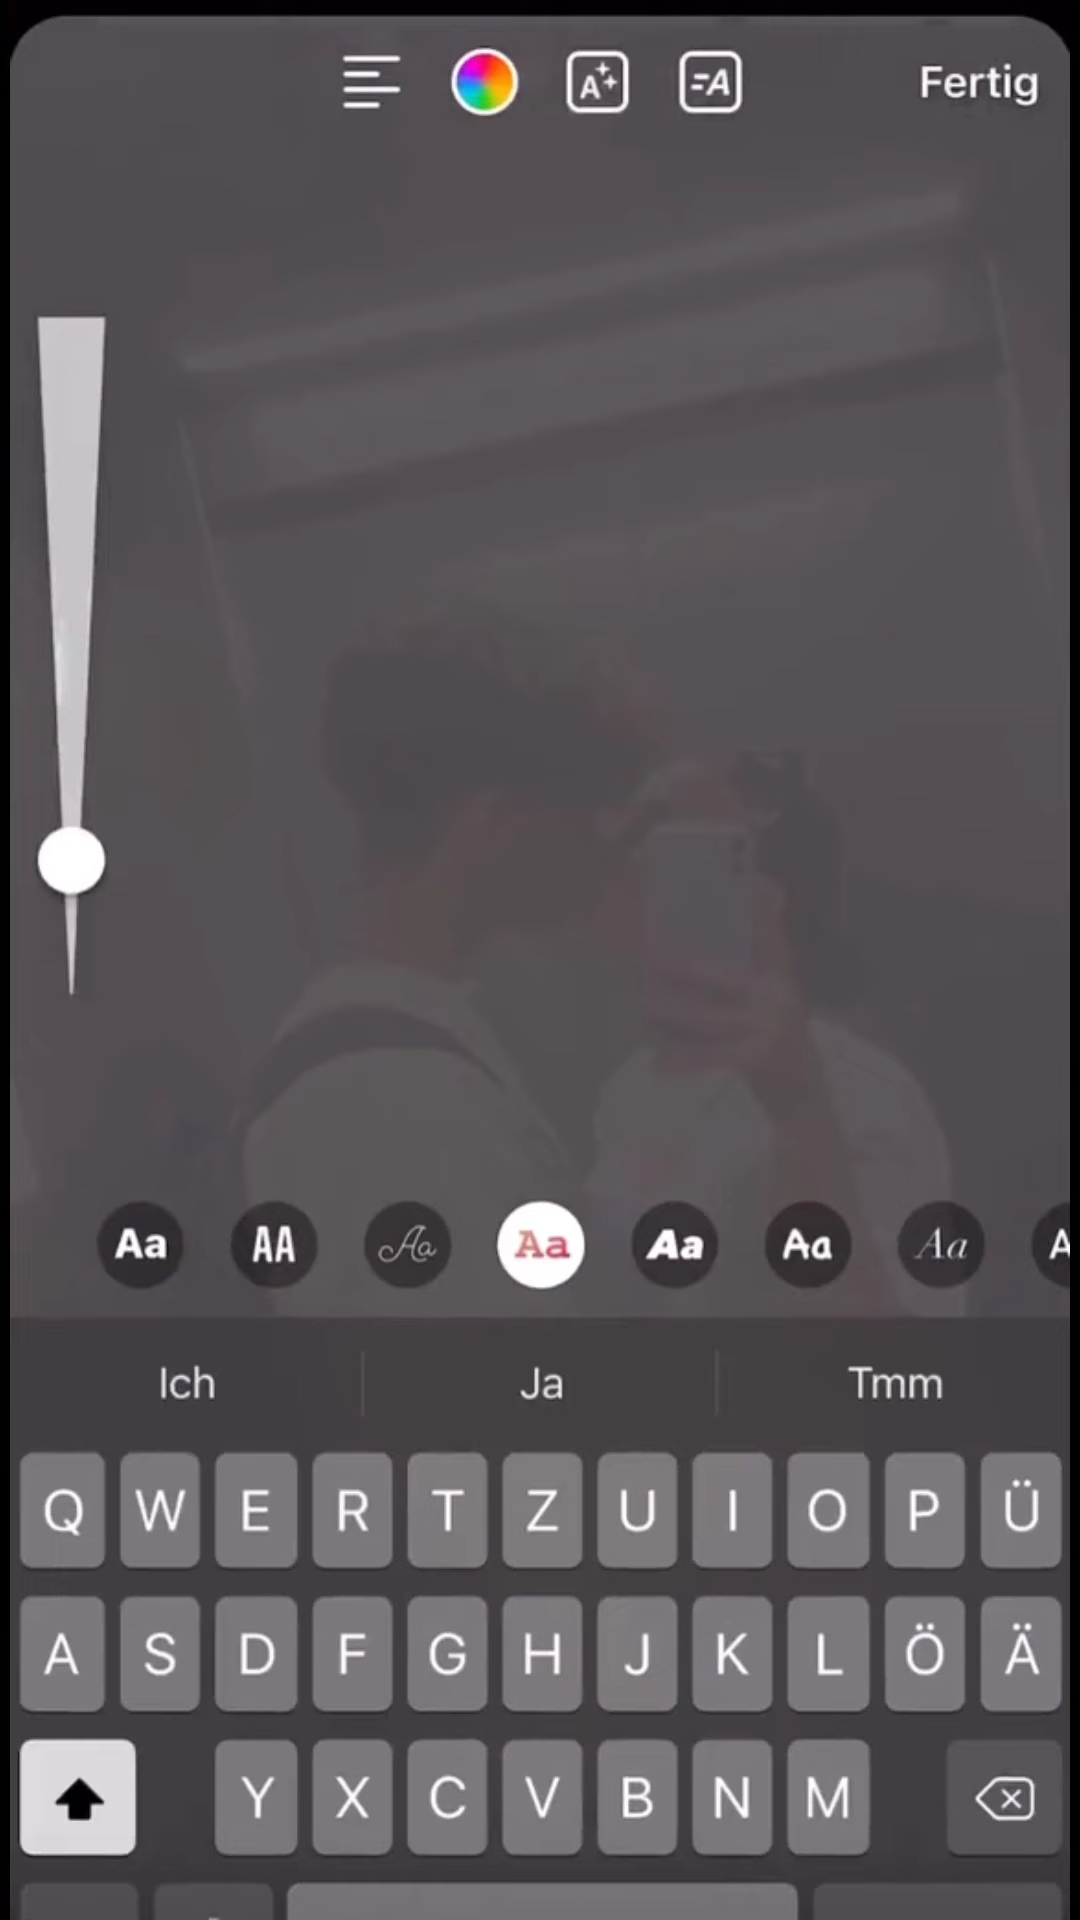 A =A Fertig
Aa AA Aa Aa Aa Aa Aa A
Ich Ja Tmm
Q W E R T Z U I O P Ü
A S D F G H J K L Ö Ä
Y X C V B N M